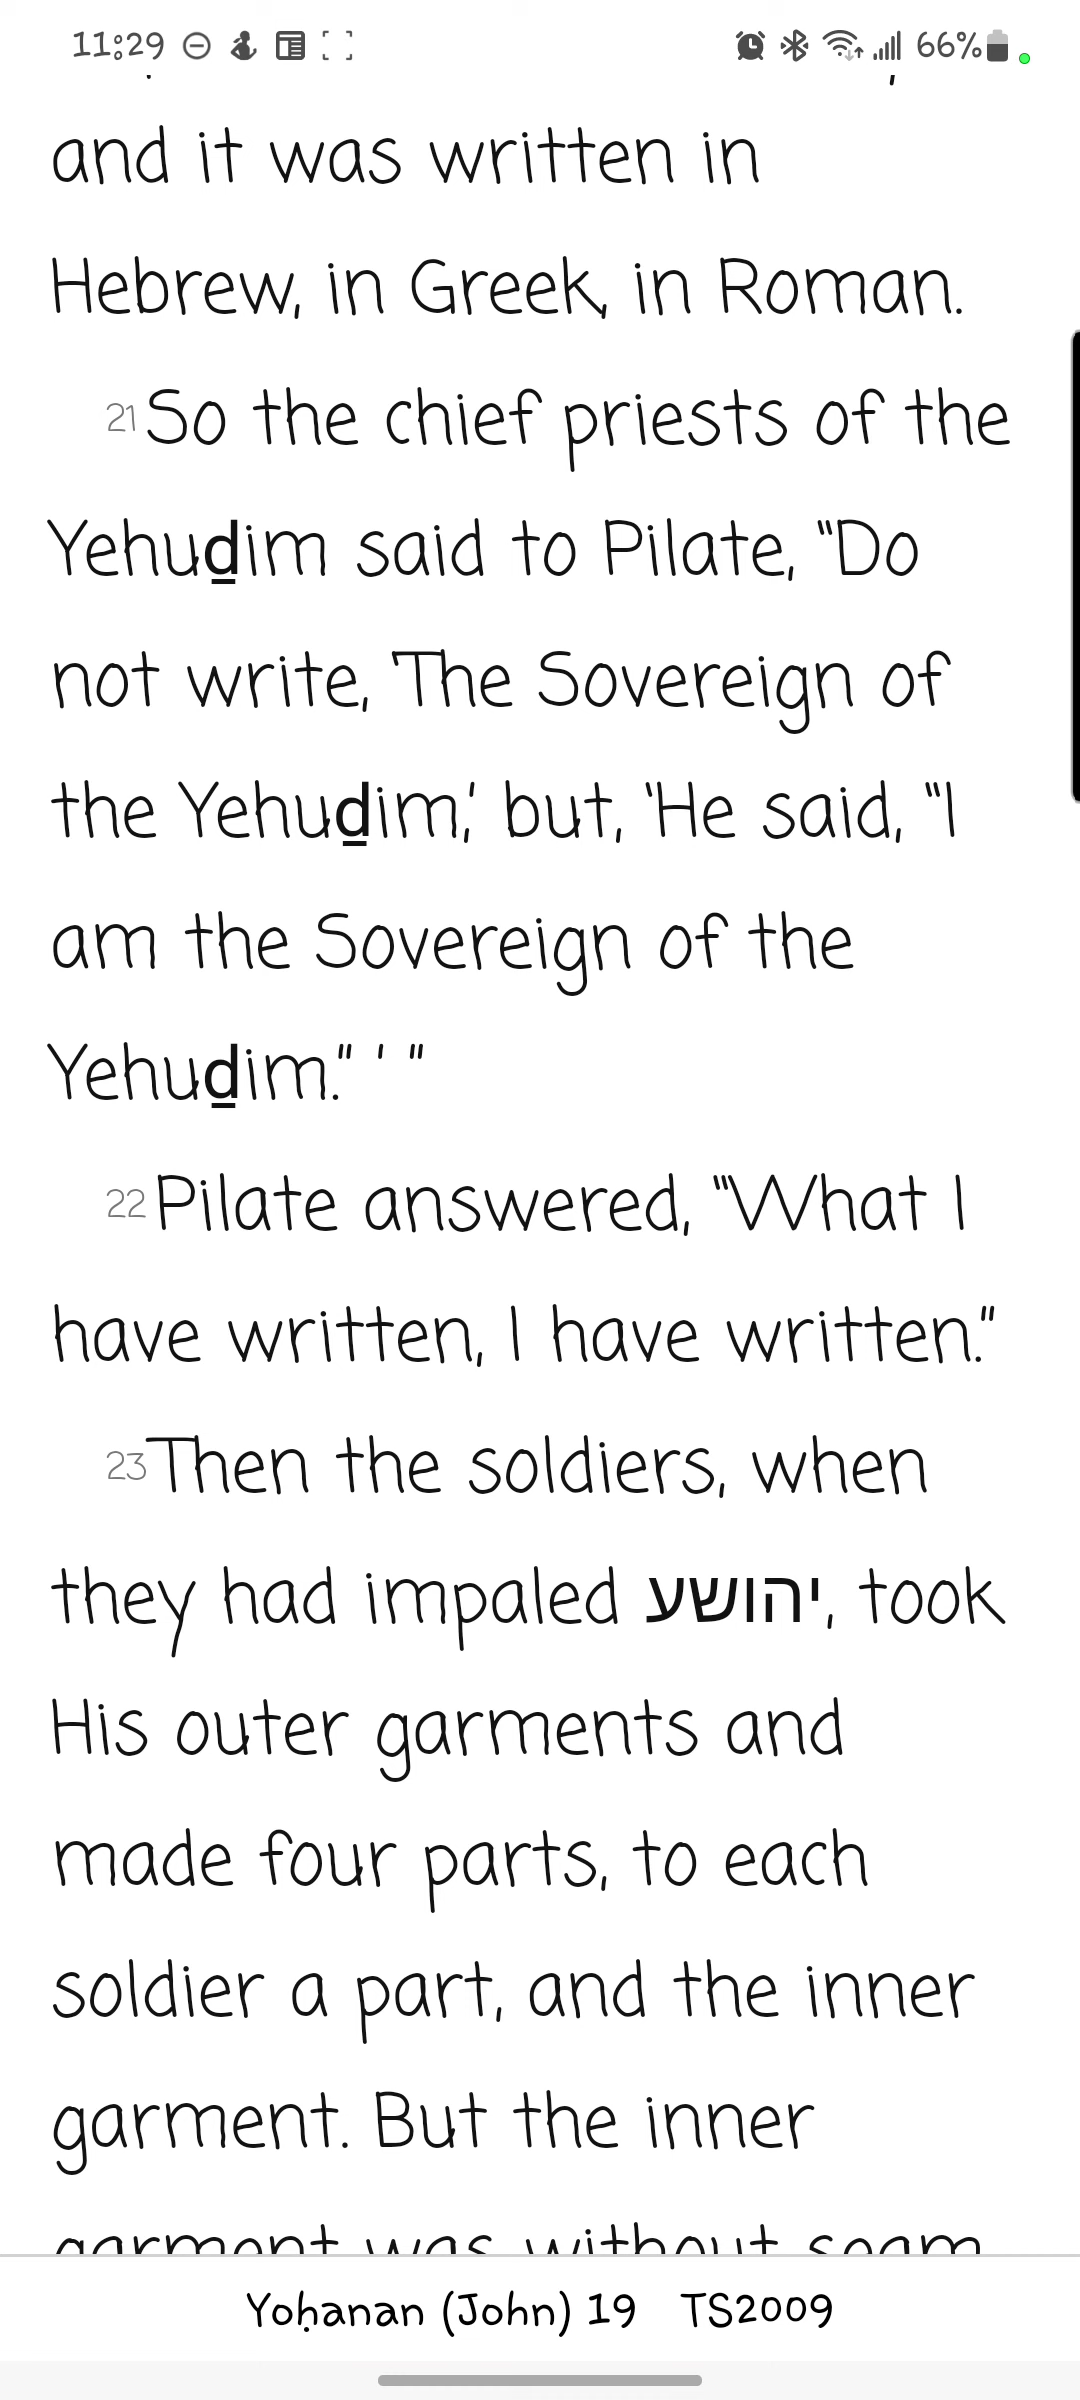 11:29 66%
and it was written in
Hebrew, in Greek, in Roman.
21 So the chief priests of the
Yehuḏim said to Pilate, “Do
not write, ‘The Sovereign of
the Yehuḏim,’ but, ‘He said, “I
am the Sovereign of the
Yehuḏim.” ’ ”
22 Pilate answered, “What I
have written, I have written.”
23 Then the soldiers, when
they had impaled יהושע, took
His outer garments and
made four parts, to each
soldier a part, and the inner
garment. But the inner
garment was without seam
Yoḥanan (John) 19 TS2009